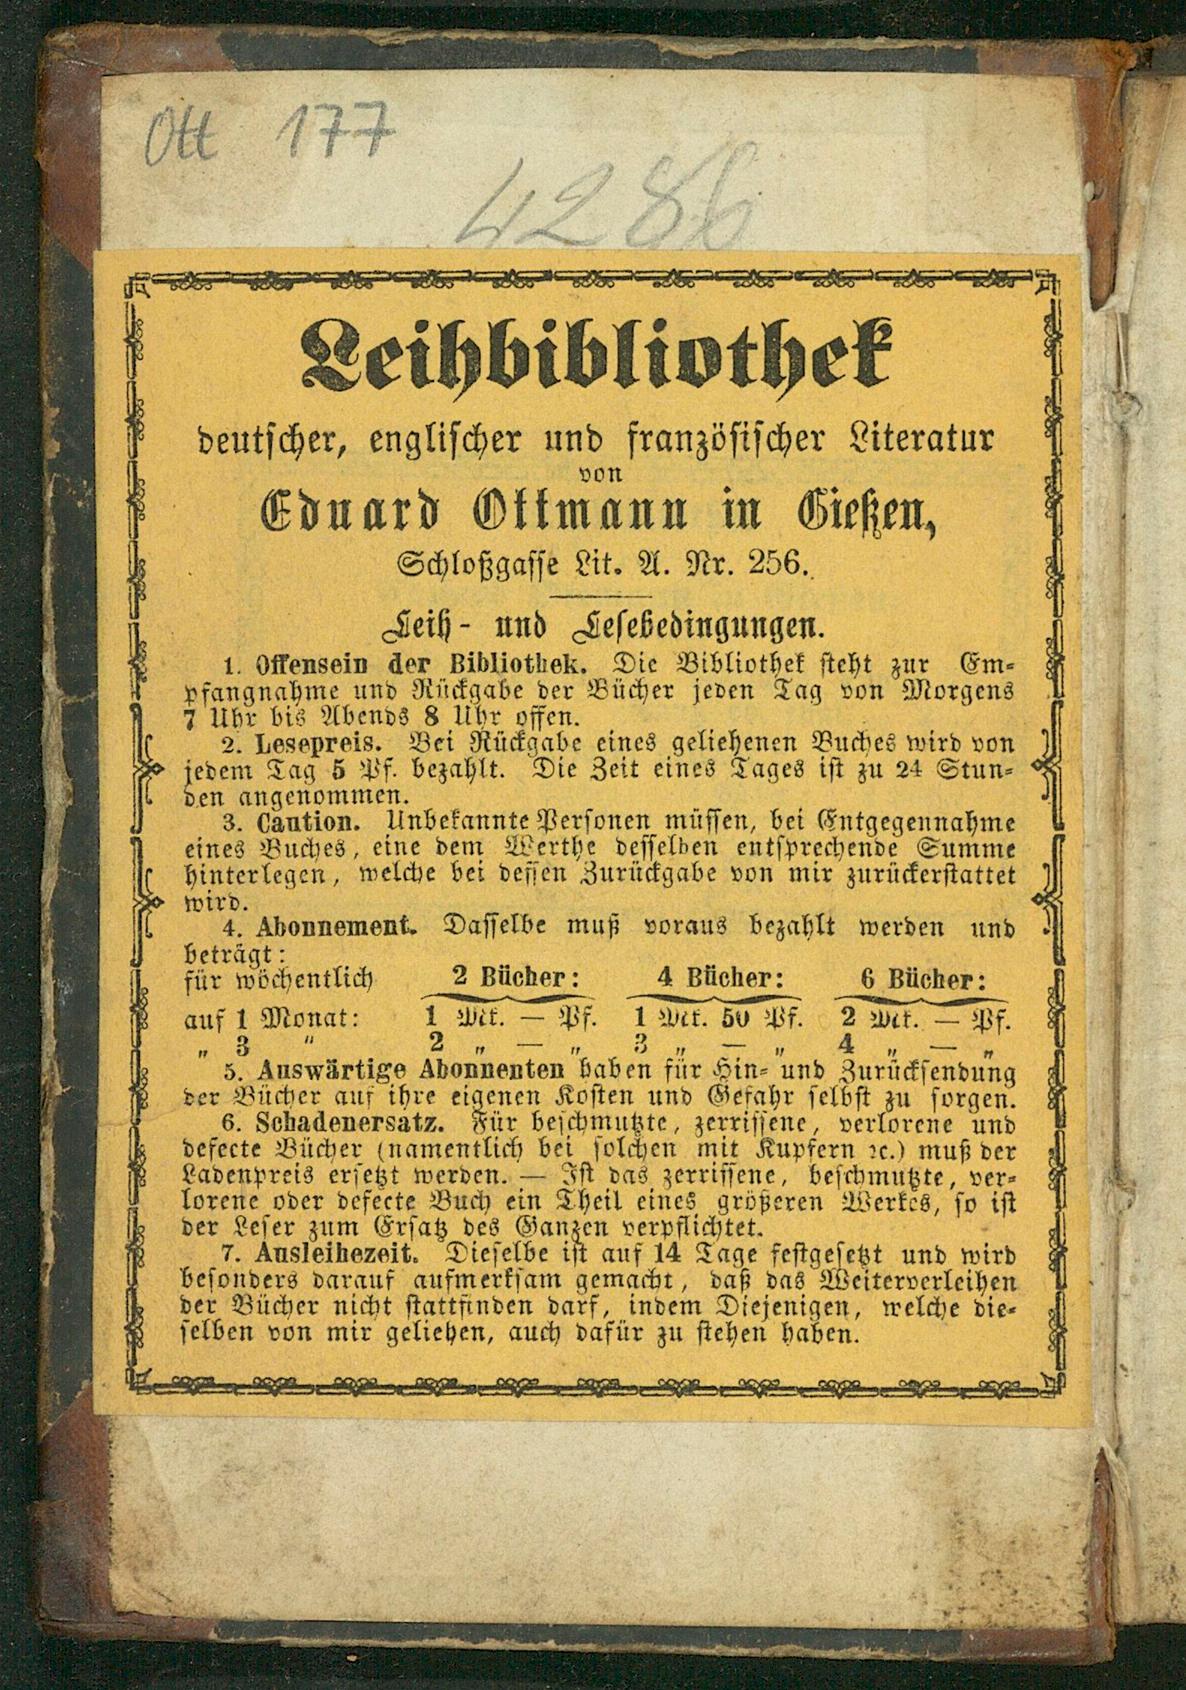 Ott 177
4286
Leihbibliothek
deutscher, englischer und französischer Literatur
von
Eduard Ottmann in Gießen,
Schloßgasse Lit. A. Nr. 256.
Leih- und Lesebedingungen.
1. Offensein der Bibliothek. Die Bibliothek steht zur Em-
pfangnahme und Rückgabe der Bücher jeden Tag von Morgens
7 Uhr bis Abends 8 Uhr offen.
2. Lesepreis. Bei Rückgabe eines geliehenen Buches wird von
jedem Tag 5 Pf. bezahlt. Die Zeit eines Tages ist zu 24 Stun-
den angenommen.
3. Caution. Unbekannte Personen müssen, bei Entgegennahme
eines Buches, eine dem Werthe desselben entsprechende Summe
hinterlegen, welche bei dessen Zurückgabe von mir zurückerstattet
wird.
4. Abonnement. Dasselbe muß voraus bezahlt werden und
beträgt:
für wöchentlich 2 Bücher: 4 Bücher: 6 Bücher:
auf 1 Monat: 1 Mk. — Pf. 1 Mk. 50 Pf. 2 Mk. — Pf.
„ 3 „ 2 „ — „ 3 „ — „ 4 „ — „
5. Auswärtige Abonnenten haben für Hin- und Zurücksendung
der Bücher auf ihre eigenen Kosten und Gefahr selbst zu sorgen.
6. Schadenersatz. Für beschmutzte, zerrissene, verlorene und
defecte Bücher (namentlich bei solchen mit Kupfern ꝛc.) muß der
Ladenpreis ersetzt werden. — Ist das zerrissene, beschmutzte, ver-
lorene oder defecte Buch ein Theil eines größeren Werkes, so ist
der Leser zum Ersatz des Ganzen verpflichtet.
7. Ausleihezeit. Dieselbe ist auf 14 Tage festgesetzt und wird
besonders darauf aufmerksam gemacht, daß das Weiterverleihen
der Bücher nicht stattfinden darf, indem Diejenigen, welche die-
selben von mir geliehen, auch dafür zu stehen haben.